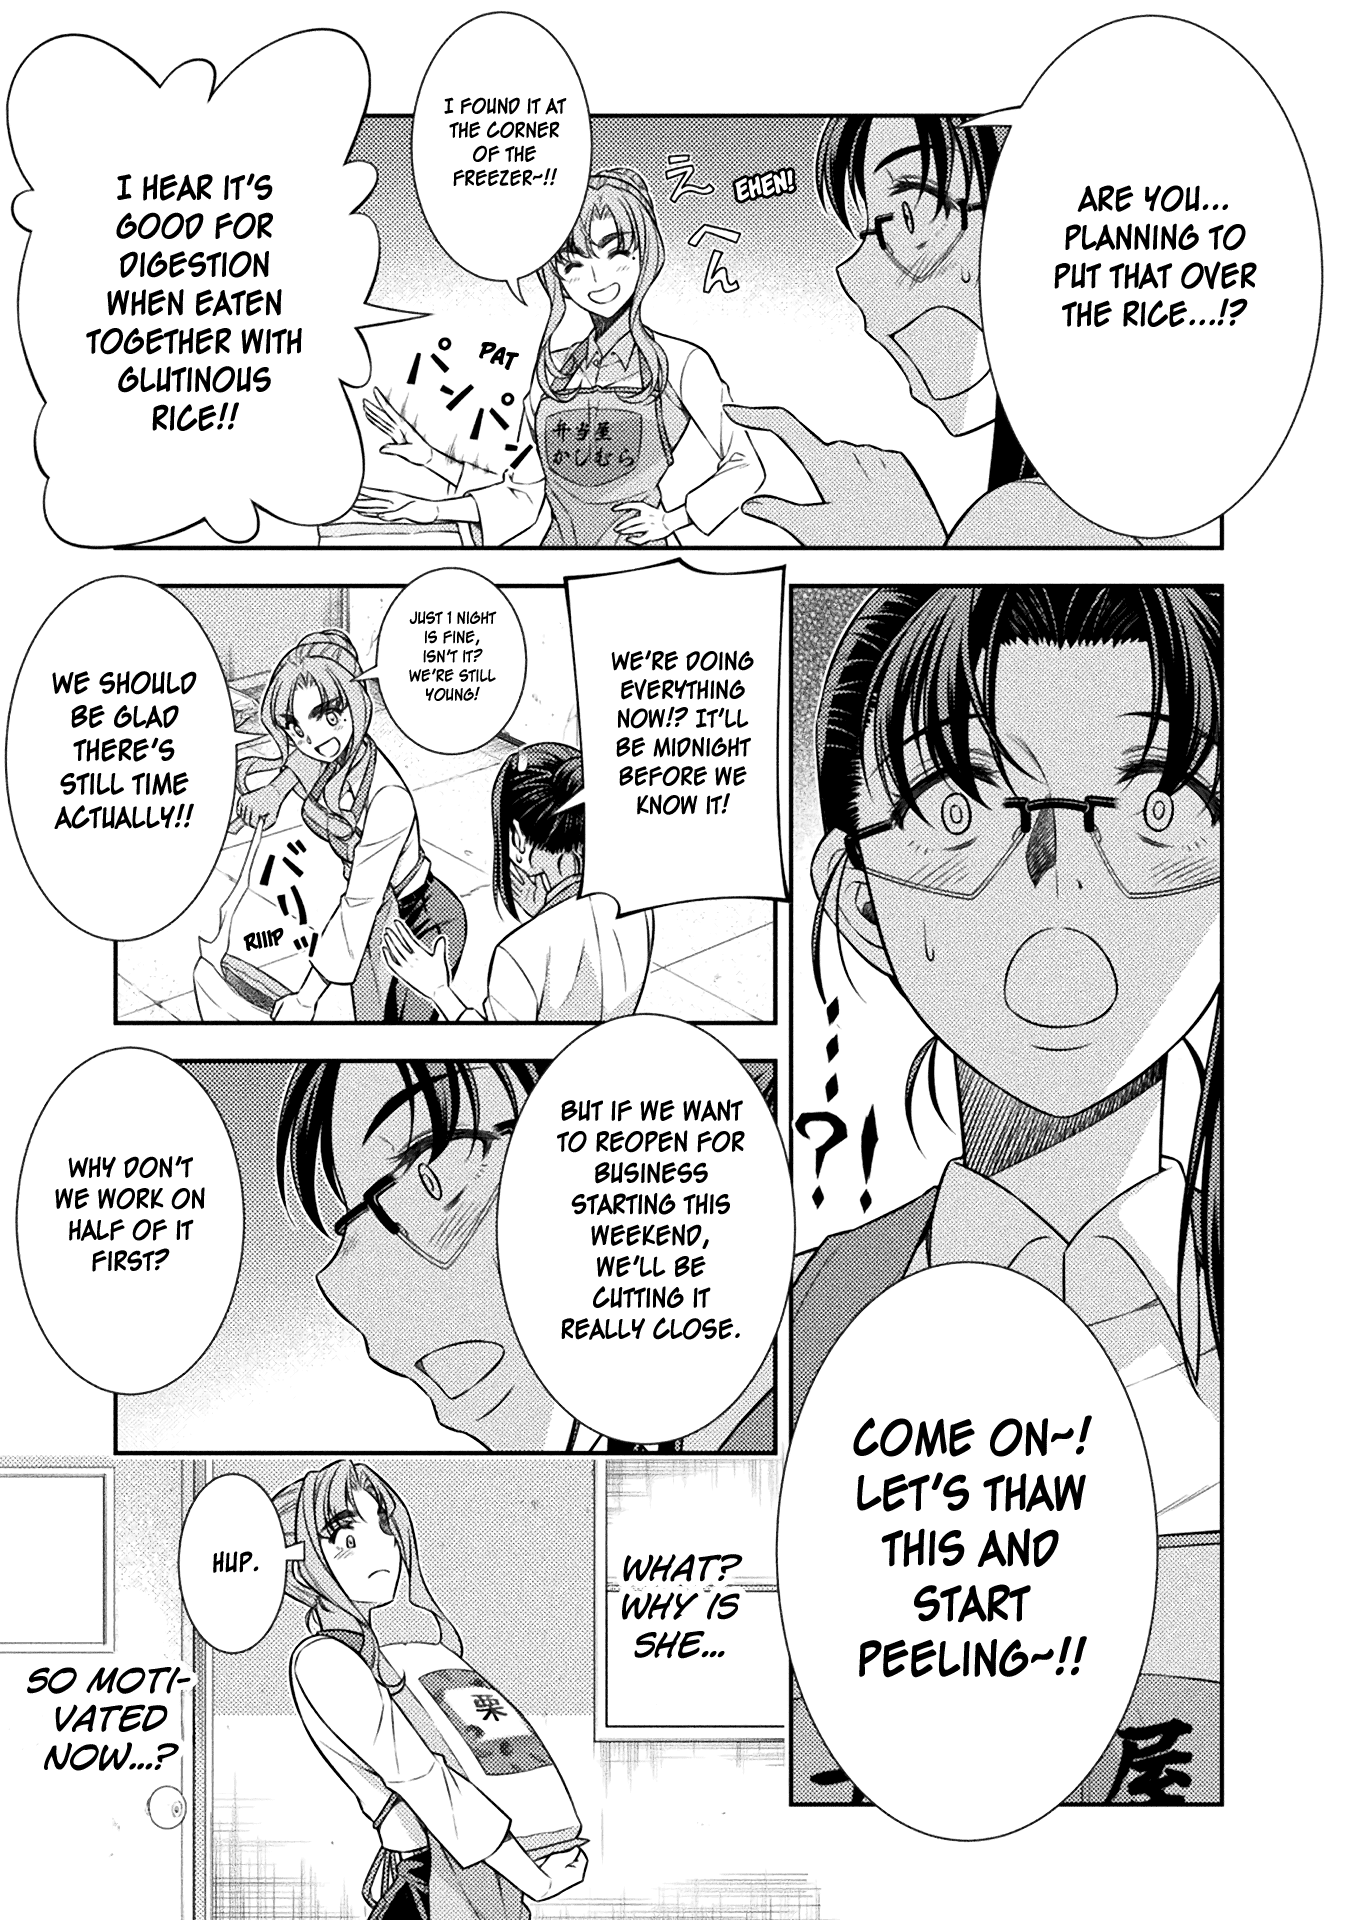 ARE YOU...
PLANNING TO
PUT THAT OVER
THE RICE...!?
EHEN!
えへん
I FOUND IT AT
THE CORNER
OF THE
FREEZER~!!
弁当屋
かしむら
PAT
パンパン
I HEAR IT'S
GOOD FOR
DIGESTION
WHEN EATEN
TOGETHER WITH
GLUTINOUS
RICE!!
…?!
COME ON~!
LET'S THAW
THIS AND
START
PEELING~!!
屋
WE'RE DOING
EVERYTHING
NOW!? IT'LL
BE MIDNIGHT
BEFORE WE
KNOW IT!
JUST 1 NIGHT
IS FINE,
ISN'T IT?
WE'RE STILL
YOUNG!
WE SHOULD
BE GLAD
THERE'S
STILL TIME
ACTUALLY!!
RIIIP
べリッ
BUT IF WE WANT
TO REOPEN FOR
BUSINESS
STARTING THIS
WEEKEND,
WE'LL BE
CUTTING IT
REALLY CLOSE.
WHY DON'T
WE WORK ON
HALF OF IT
FIRST?
WHAT?
WHY IS
SHE...
HUP.
栗
SO MOTI-
VATED
NOW...?